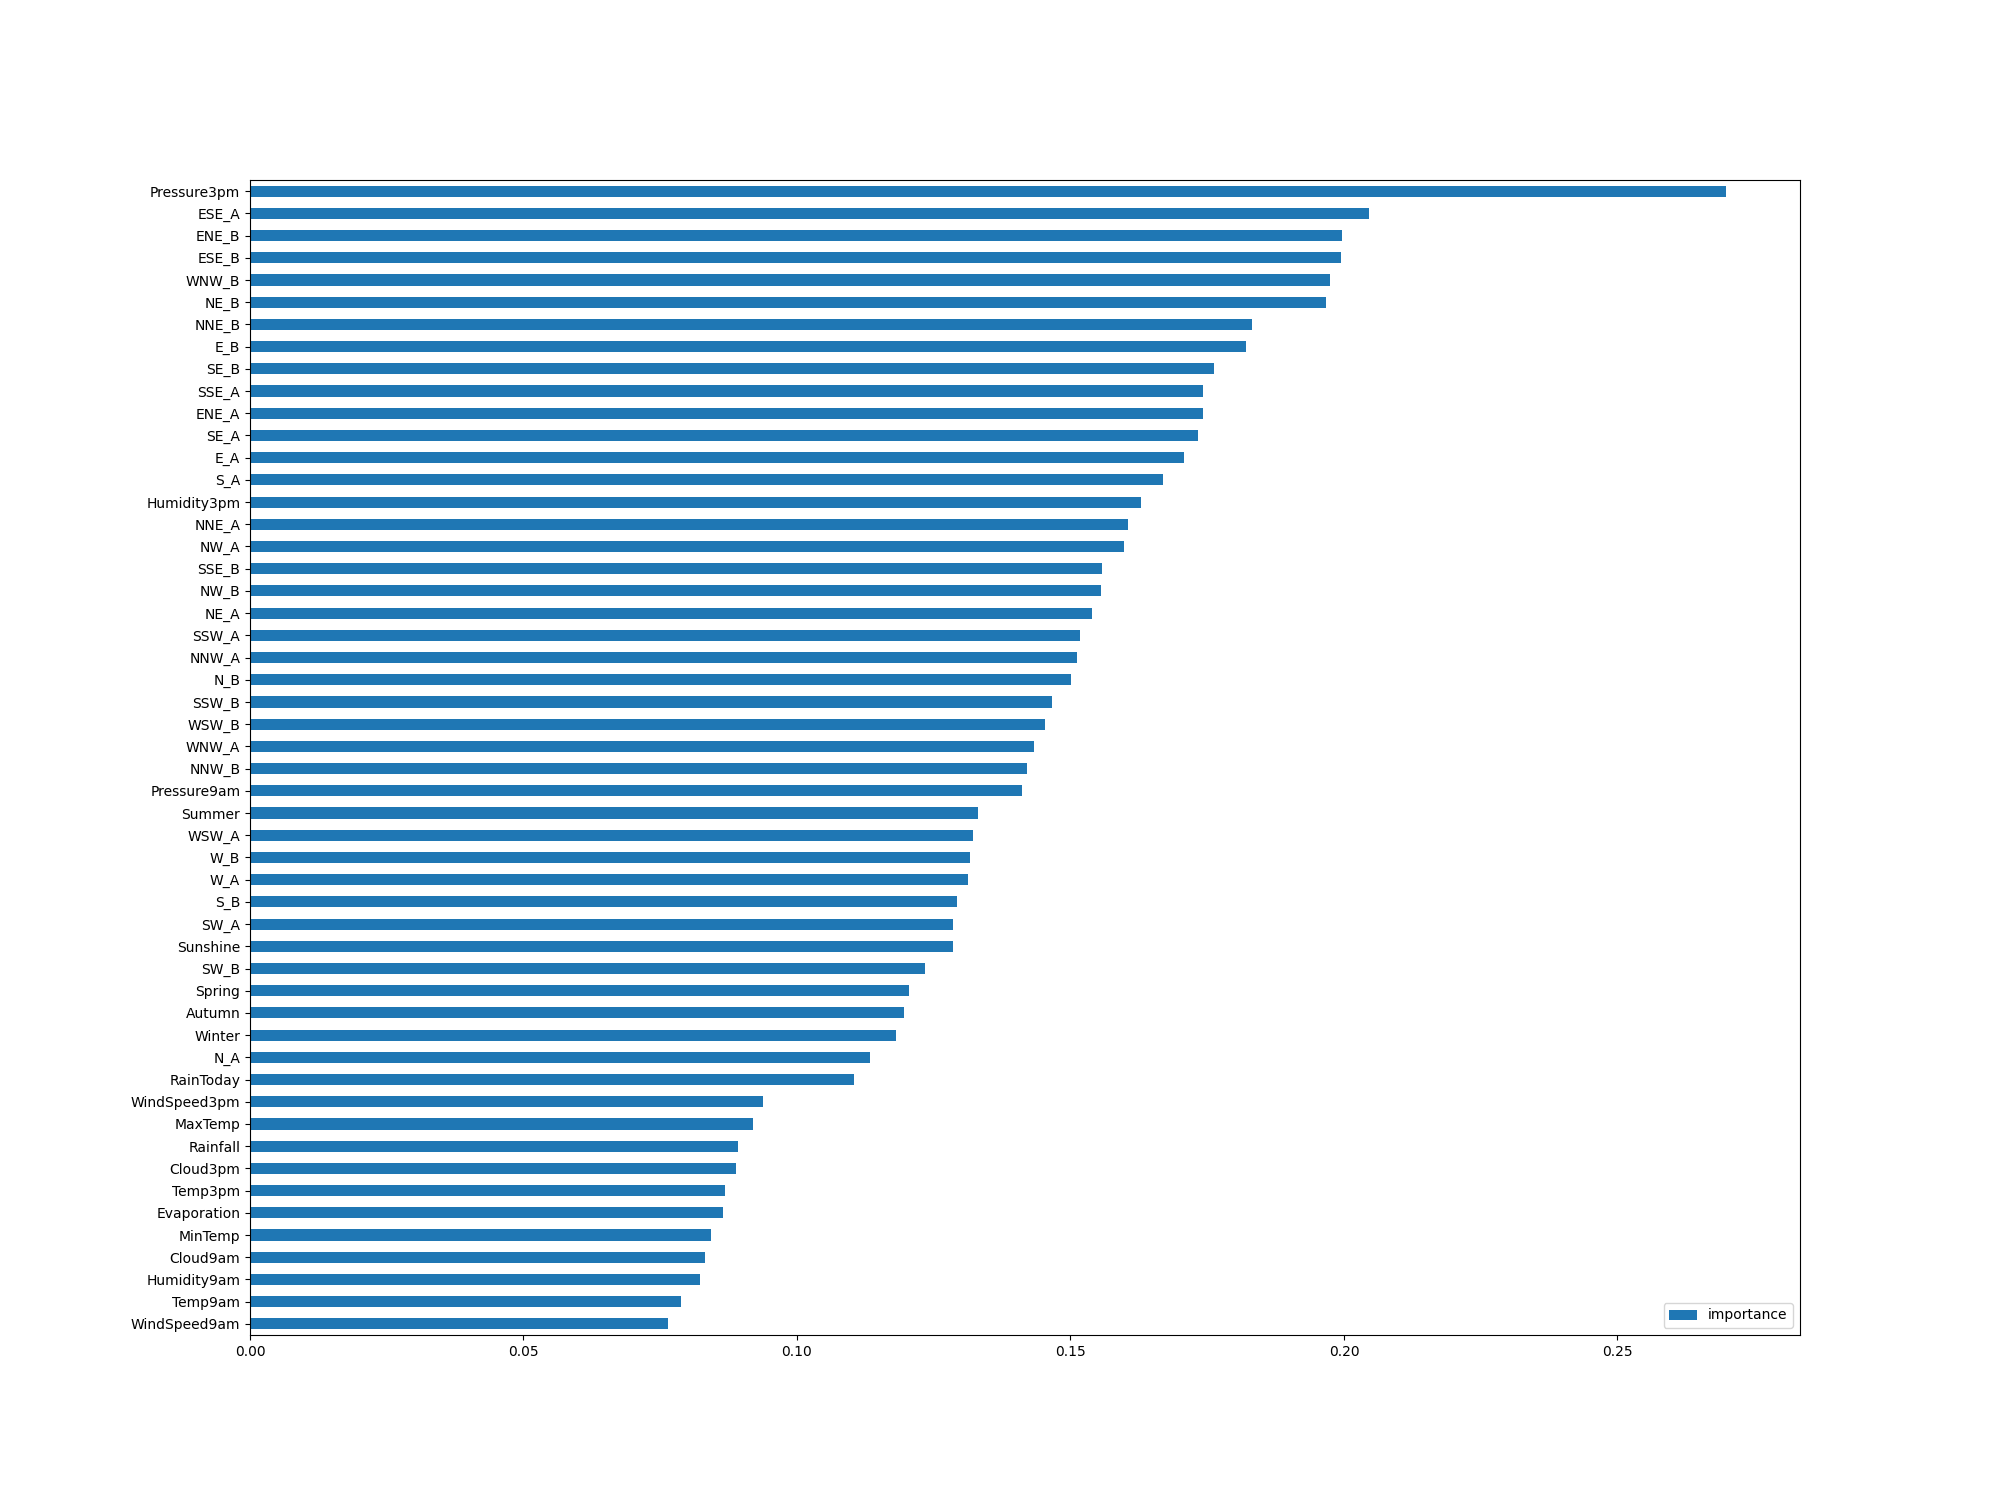 Pressure3pm
ESE_A
ENE_B
ESE_B
WNW_B
NE_B
NNE_B
E_B
SE_B
SSE_A
ENE_A
SE_A
E_A
S_A
Humidity3pm
NNE_A
NW_A
SSE_B
NW_B
NE_A
SSW_A
NNW_A
N_B
SSW_B
WSW_B
WNW_A
NNW_B
Pressure9am
Summer
WSW_A
W_B
W_A
S_B
SW_A
Sunshine
SW_B
Spring
Autumn
Winter
N_A
RainToday
WindSpeed3pm
MaxTemp
Rainfall
Cloud3pm
Temp3pm
Evaporation
MinTemp
Cloud9am
Humidity9am
Temp9am
WindSpeed9am
importance
0.00 0.05 0.10 0.15 0.20 0.25